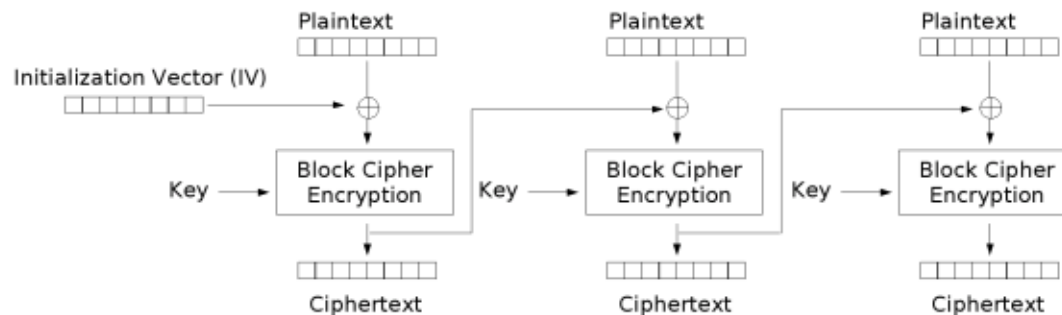 Plaintext
Plaintext
Plaintext
Initialization Vector (IV)
Key
Block Cipher
Encryption
Key
Block Cipher
Encryption
Key
Block Cipher
Encryption
Ciphertext
Ciphertext
Ciphertext